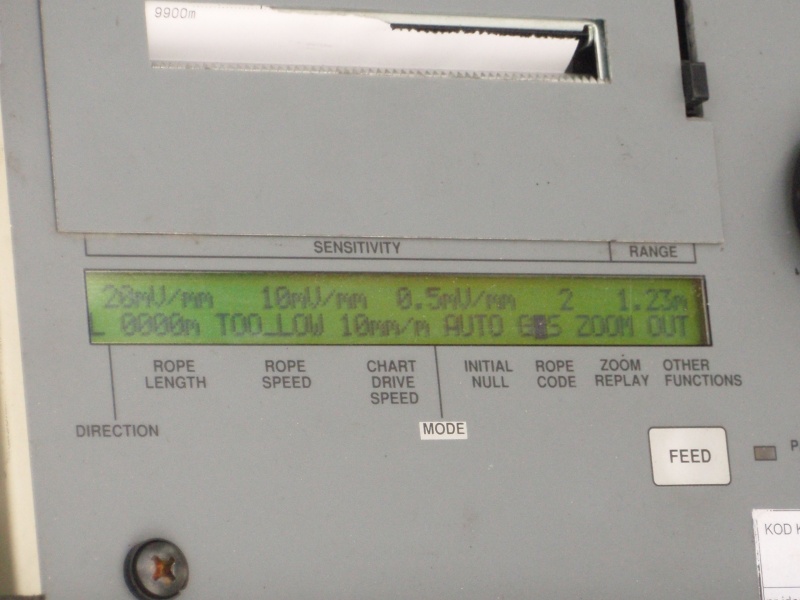 9900m
SENSITIVITY
RANGE
20mV/mm 10mV/mm 0.5mV/mm 2 1.23m
L 0000m TOO_LOW 10mm/m AUTO ZOOM OUT
ROPE LENGTH
ROPE SPEED
CHART DRIVE SPEED
INITIAL NULL
ROPE CODE
ZOOM REPLAY
OTHER FUNCTIONS
DIRECTION
MODE
FEED
P
KOD K